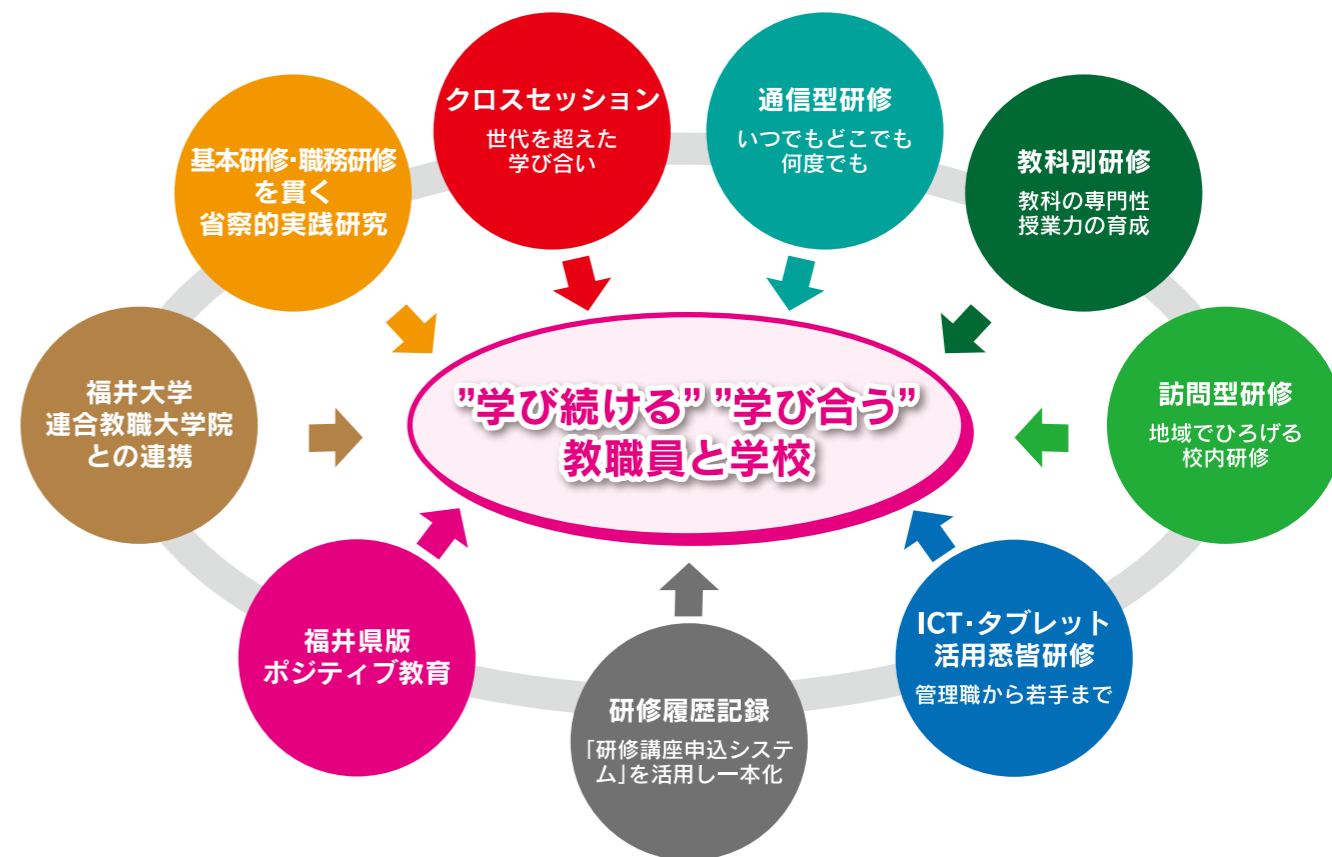 クロスセッション
世代を超えた
学び合い
通信型研修
いつでもどこでも
何度でも
教科別研修
教科の専門性
授業力の育成
訪問型研修
地域でひろげる
校内研修
ICT・タブレット
活用悉皆研修
管理職から若手まで
研修履歴記録
「研修講座申込システ
ム」を活用し一本化
福井県版
ポジティブ教育
福井大学
連合教職大学院
との連携
基本研修・職務研修
を貫く
省察的実践研究
”学び続ける” ”学び合う”
教職員と学校